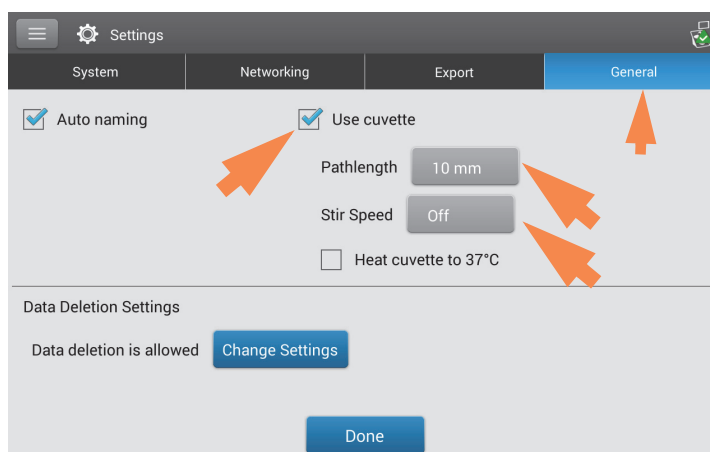 Settings
System Networking Export General
Auto naming Use cuvette
Pathlength 10 mm
Stir Speed Off
Heat cuvette to 37°C
Data Deletion Settings
Data deletion is allowed Change Settings
Done